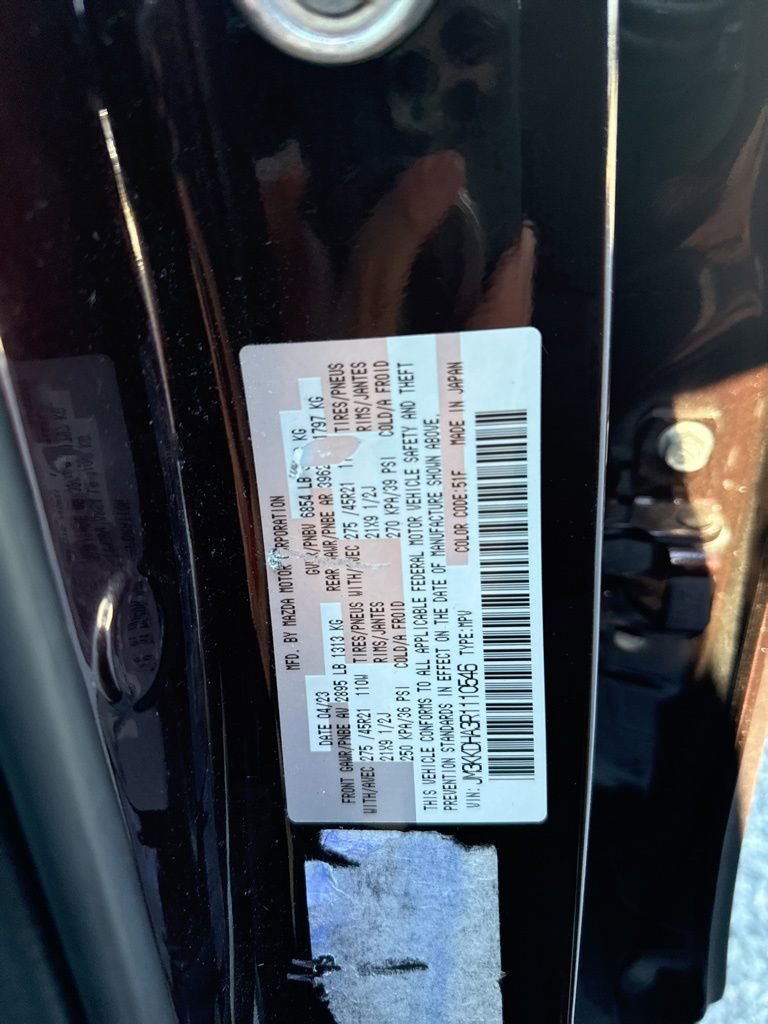 MFD. BY MAZDA MOTOR CORPORATION
DATE 04/23 GVWR/PNBV 6854 LB KG
FRONT GAWR/PNBE AV 2895 LB 1313 KG REAR GAWR/PNBE AR 3962 1797 KG
WITH/AVEC 275 /45R21 110W TIRES/PNEUS WITH/AVEC 275 /45R21 TIRES/PNEUS
21X9 1/2J RIMS/JANTES 21X9 1/2J RIMS/JANTES
250 KPA/36 PSI COLD/A FROID 270 KPA/39 PSI COLD/A FROID
THIS VEHICLE CONFORMS TO ALL APPLICABLE FEDERAL MOTOR VEHICLE SAFETY AND THEFT
PREVENTION STANDARDS IN EFFECT ON THE DATE OF MANUFACTURE SHOWN ABOVE.
VIN: JM3KKDHA3R1110546 TYPE:MPV COLOR CODE:51F MADE IN JAPAN